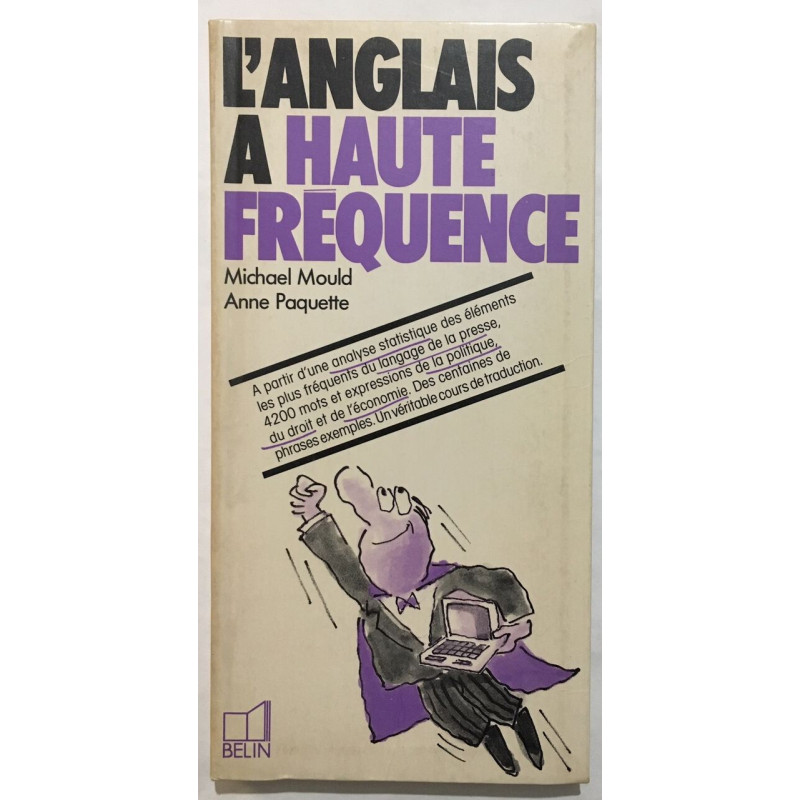 L'ANGLAIS
A HAUTE
FRÉQUENCE
Michael Mould
Anne Paquette
A partir d'une analyse statistique des éléments
les plus fréquents du langage de la presse,
4200 mots et expressions de la politique,
du droit et de l'économie. Des centaines de
phrases exemples. Un véritable cours de traduction.
BELIN